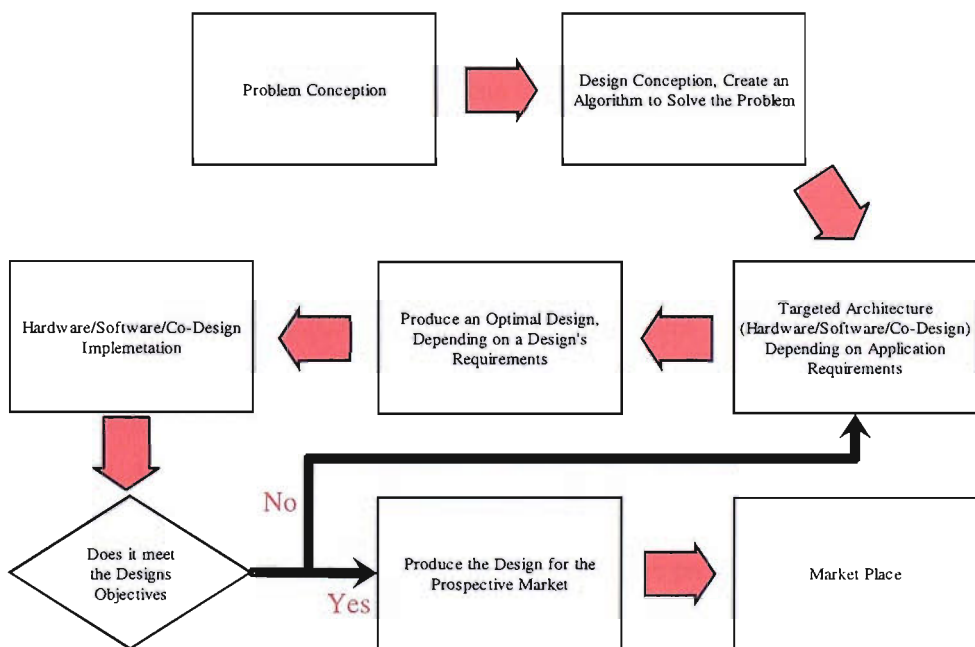 Problem Conception
Design Conception, Create an
Algorithm to Solve the Problem
Targeted Architecture
(Hardware/Software/Co-Design)
Depending on Application
Requirements
Produce an Optimal Design,
Depending on a Design's
Requirements
Hardware/Software/Co-Design
Implemetation
Does it meet
the Designs
Objectives
No
Yes
Produce the Design for the
Prospective Market
Market Place